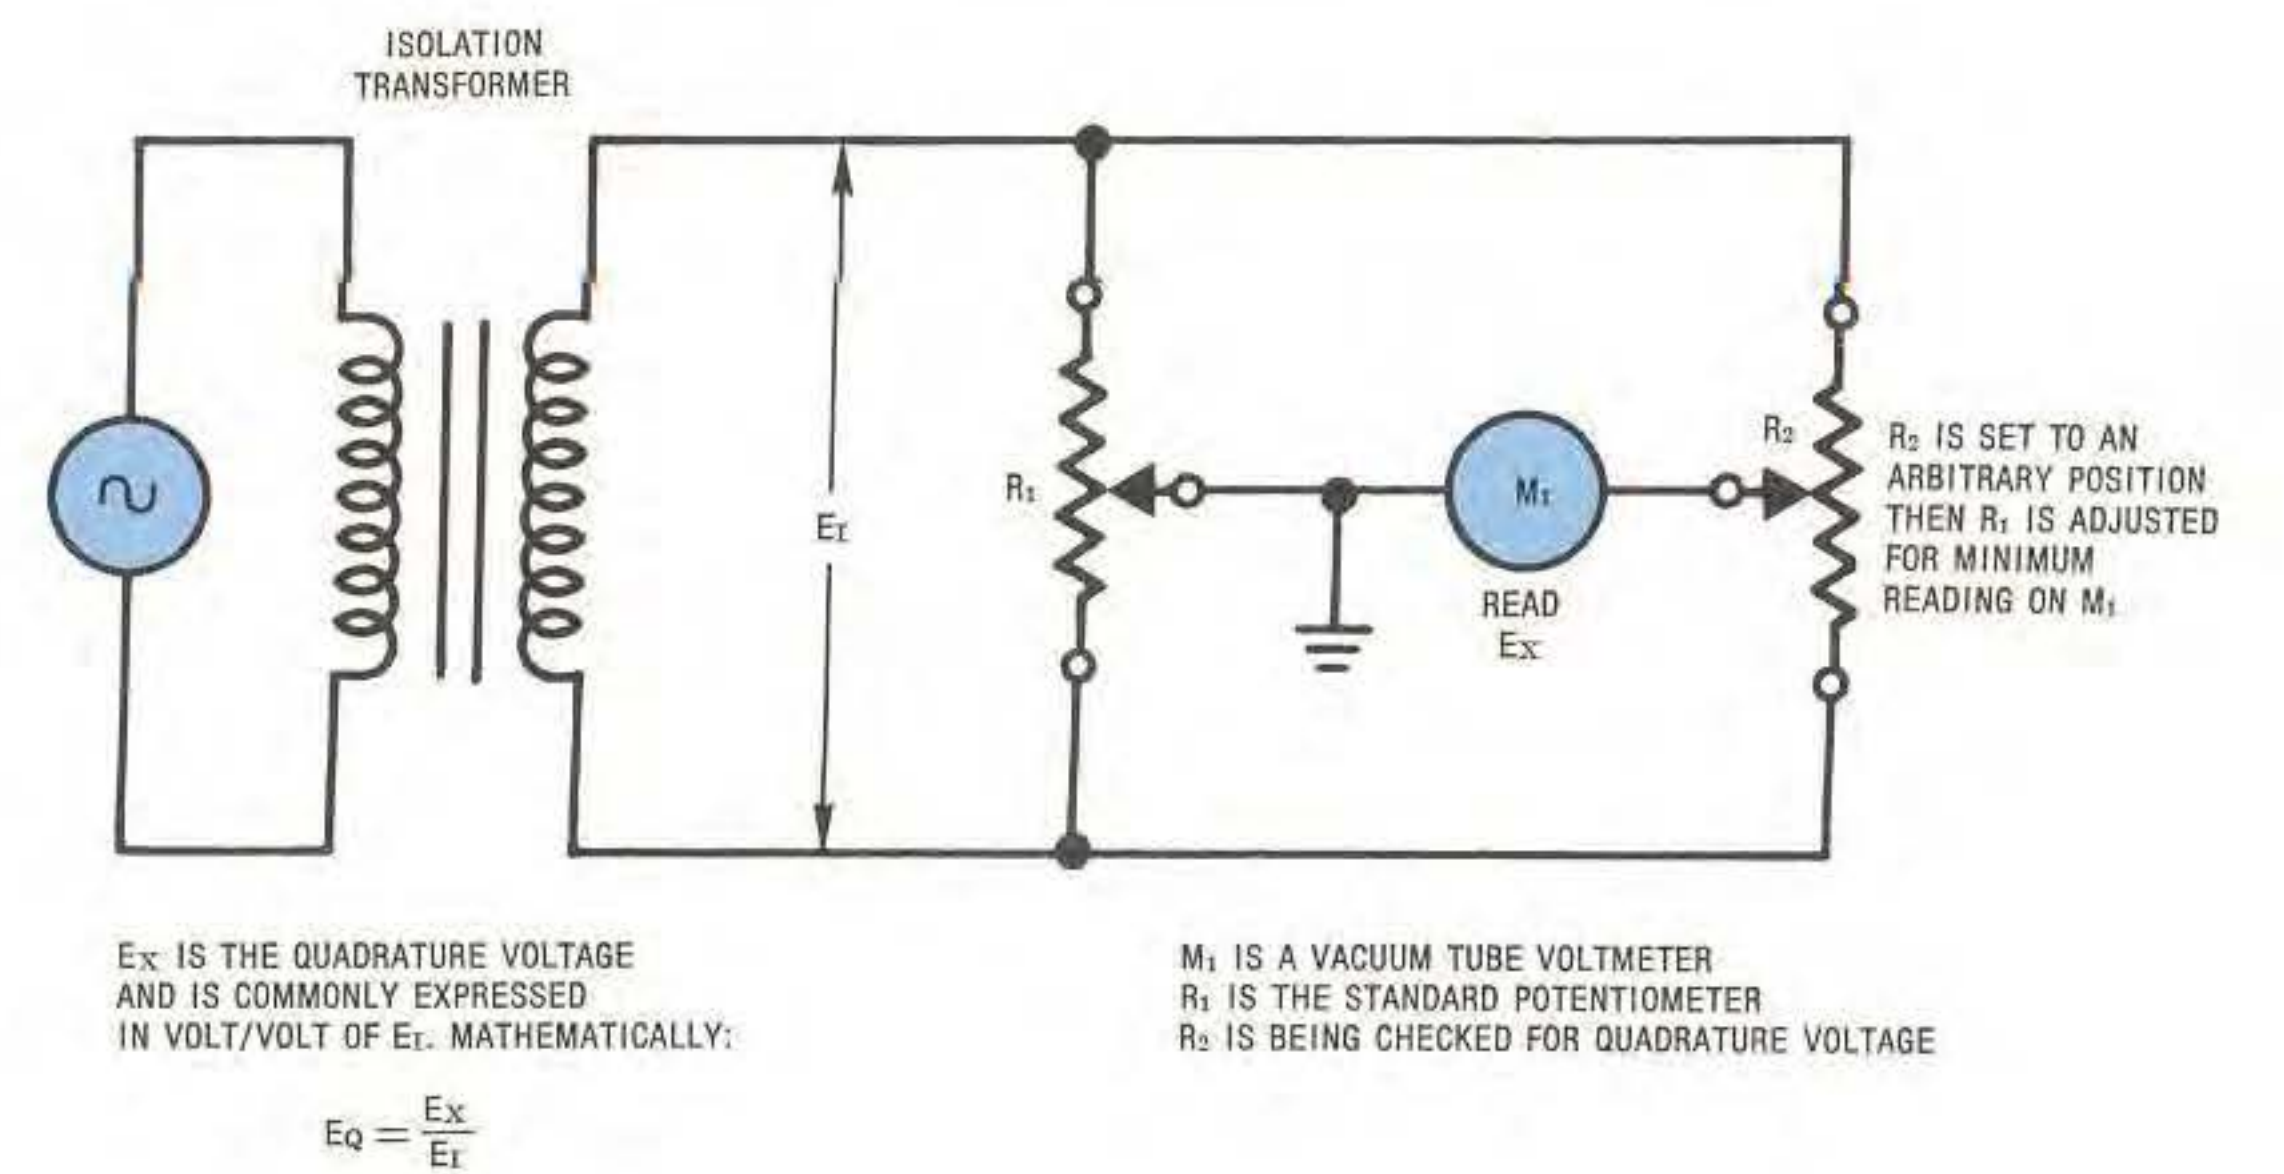 ISOLATION
TRANSFORMER
EI
R1
M1
READ
EX
R2
R2 IS SET TO AN
ARBITRARY POSITION
THEN R1 IS ADJUSTED
FOR MINIMUM
READING ON M1
EX IS THE QUADRATURE VOLTAGE
AND IS COMMONLY EXPRESSED
IN VOLT/VOLT OF EI. MATHEMATICALLY:
EQ = EX
EI
M1 IS A VACUUM TUBE VOLTMETER
R1 IS THE STANDARD POTENTIOMETER
R2 IS BEING CHECKED FOR QUADRATURE VOLTAGE